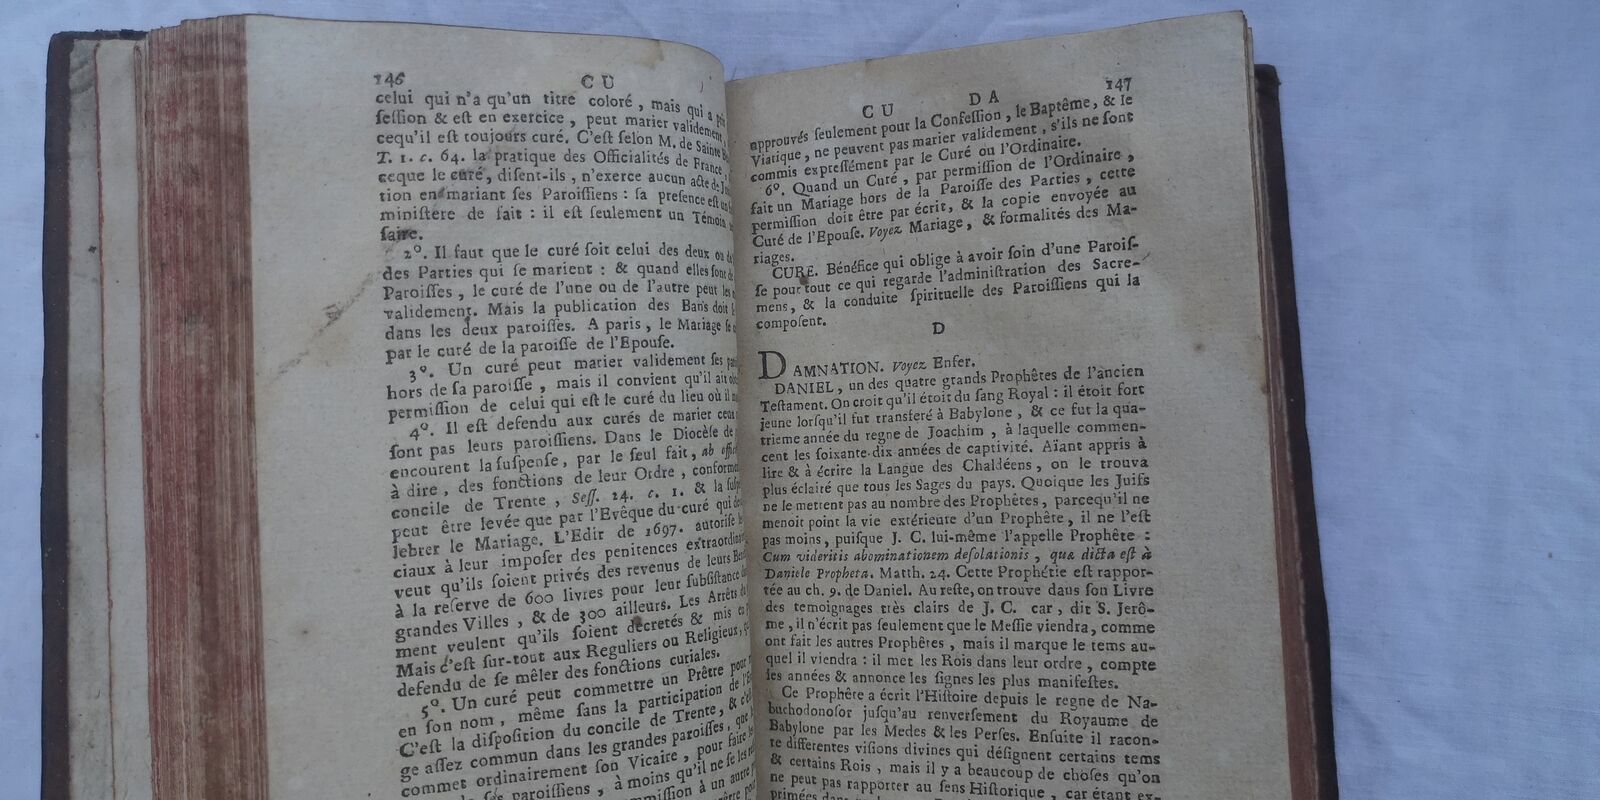 146 CU
celui qui n'a qu'un titre coloré, mais qui a
ſeſſion & eſt en exercice, peut marier validement,
cequ'il eſt toujours curé. C'eſt ſelon M. de Sainte
T. 1. c. 64. la pratique des Officialités de France,
ceque le curé, diſent-ils, n'exerce aucun acte de
tion en mariant ſes Paroiſſiens : ſa preſence eſt un
miniſtère de fait : il eſt ſeulement un Témoin
ſaire.
2°. Il faut que le curé ſoit celui des deux ou
des Parties qui ſe marient : & quand elles ſont de
Paroiſſes, le curé de l'une ou de l'autre peut les
validement. Mais la publication des Bans doit
dans les deux paroiſſes. A paris, le Mariage ſe
par le curé de la paroiſſe de l'Epouſe.
3°. Un curé peut marier validement ſes
hors de ſa paroiſſe, mais il convient qu'il ait
permiſſion de celui qui eſt le curé du lieu où il
4°. Il eſt defendu aux curés de marier ceux
ſont pas leurs paroiſſiens. Dans le Diocèſe de
encourent la ſuſpenſe, par le ſeul fait, ab
à dire, des fonctions de leur Ordre,
concile de Trente, Seſſ. 24. c. 1. & la
peut être levée que par l'Evêque du curé qui
lebrer le Mariage. L'Edit de 1697. autoriſe
ciaux à leur impoſer des penitences
veut qu'ils ſoient privés des revenus de leurs
à la reſerve de 600 livres pour leur ſubſiſtance
grandes Villes, & de 300 ailleurs. Les Arrêts
ment veulent qu'ils ſoient décretés & mis en
Mais c'eſt ſur-tout aux Reguliers ou Religieux,
defendu de ſe mêler des fonctions curiales.
5°. Un curé peut commettre un Prêtre pour
en ſon nom, même ſans la participation de
C'eſt la diſpoſition du concile de Trente, &
ge aſſez commun dans les grandes paroiſſes, que
commet ordinairement ſon Vicaire, pour faire
ſes paroiſſiens, à moins qu'il ne ſe les
à un autre
CU DA 147
approuvés ſeulement pour la Confeſſion, le Baptême, & le
Viatique, ne peuvent pas marier validement, s'ils ne ſont
commis expreſſément par le Curé ou l'Ordinaire.
6°. Quand un Curé, par permiſſion de l'Ordinaire,
fait un Mariage hors de la Paroiſſe des Parties, cette
permiſſion doit être par écrit, & la copie envoyée au
Curé de l'Epouſe. Voyez Mariage, & formalités des Ma-
riages.
CURE. Bénéfice qui oblige à avoir ſoin d'une Paroiſ-
ſe pour tout ce qui regarde l'adminiſtration des Sacre-
mens, & la conduite ſpirituelle des Paroiſſiens qui la
compoſent.
D
DAMNATION. Voyez Enfer.
DANIEL, un des quatre grands Prophêtes de l'ancien
Teſtament. On croit qu'il étoit du ſang Royal : il étoit fort
jeune lorſqu'il fut transferé à Babylone, & ce fut la qua-
trieme année du regne de Joachim, à laquelle commen-
cent les ſoixante-dix années de captivité. Aïant appris à
lire & à écrire la Langue des Chaldéens, on le trouva
plus éclairé que tous les Sages du pays. Quoique les Juifs
ne le mettent pas au nombre des Prophêtes, parcequ'il ne
menoit point la vie extérieure d'un Prophête, il ne l'eſt
pas moins, puiſque J. C. lui-même l'appelle Prophête :
Cum videritis abominationem deſolationis, quæ dicta eſt à
Daniele Propheta. Matth. 24. Cette Prophétie eſt rappor-
tée au ch. 9. de Daniel. Au reſte, on trouve dans ſon Livre
des temoignages très clairs de J. C. car, dit S. Jerô-
me, il n'écrit pas ſeulement que le Meſſie viendra, comme
ont fait les autres Prophêtes, mais il marque le tems au-
quel il viendra : il met les Rois dans leur ordre, compte
les années & annonce les ſignes les plus manifeſtes.
Ce Prophête a écrit l'Hiſtoire depuis le regne de Na-
buchodonoſor juſqu'au renverſement du Royaume de
Babylone par les Medes & les Perſes. Enſuite il racon-
te differentes viſions divines qui déſignent certains tems
& certains Rois, mais il y a beaucoup de choſes qu'on
ne peut pas rapporter au ſens Hiſtorique, car étant ex-
primées dans